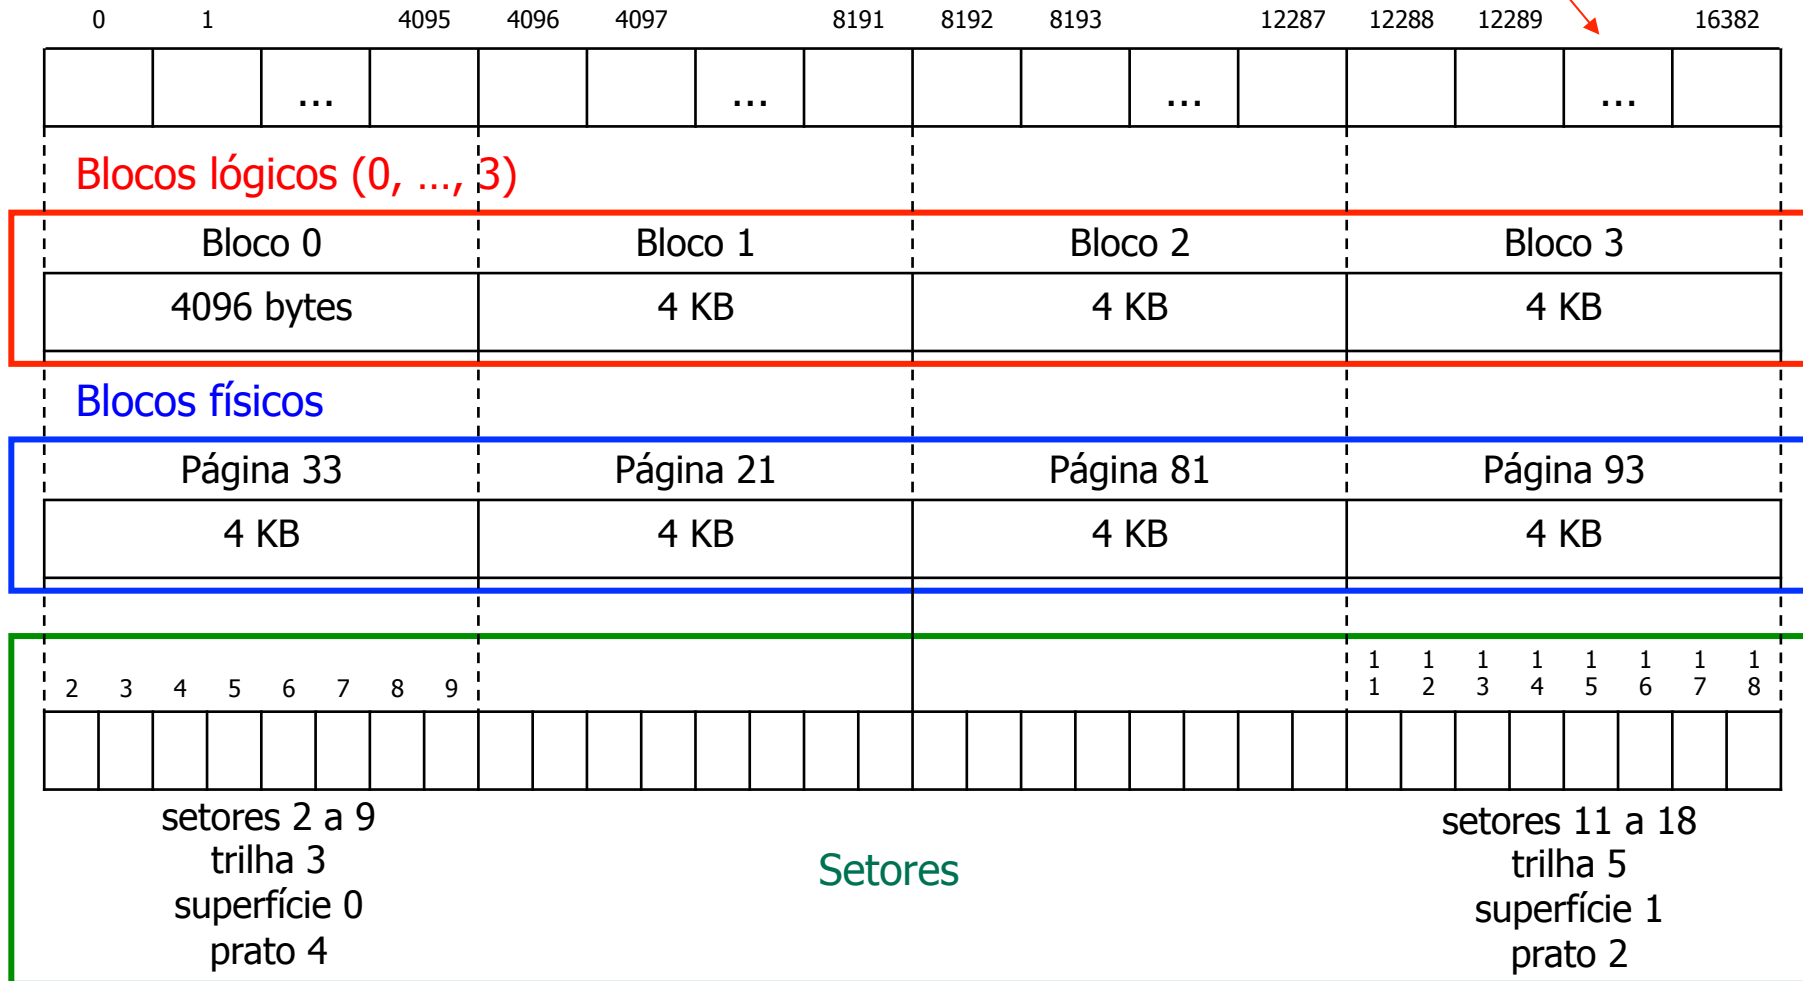 0 1 4095 4096 4097 8191 8192 8193 12287 12288 12289 16382
... ... ... ...
Blocos lógicos (0, ..., 3)
Bloco 0 Bloco 1 Bloco 2 Bloco 3
4096 bytes 4 KB 4 KB 4 KB
Blocos físicos
Página 33 Página 21 Página 81 Página 93
4 KB 4 KB 4 KB 4 KB
2 3 4 5 6 7 8 9 11 12 13 14 15 16 17 18
setores 2 a 9
trilha 3
superfície 0
prato 4
Setores
setores 11 a 18
trilha 5
superfície 1
prato 2